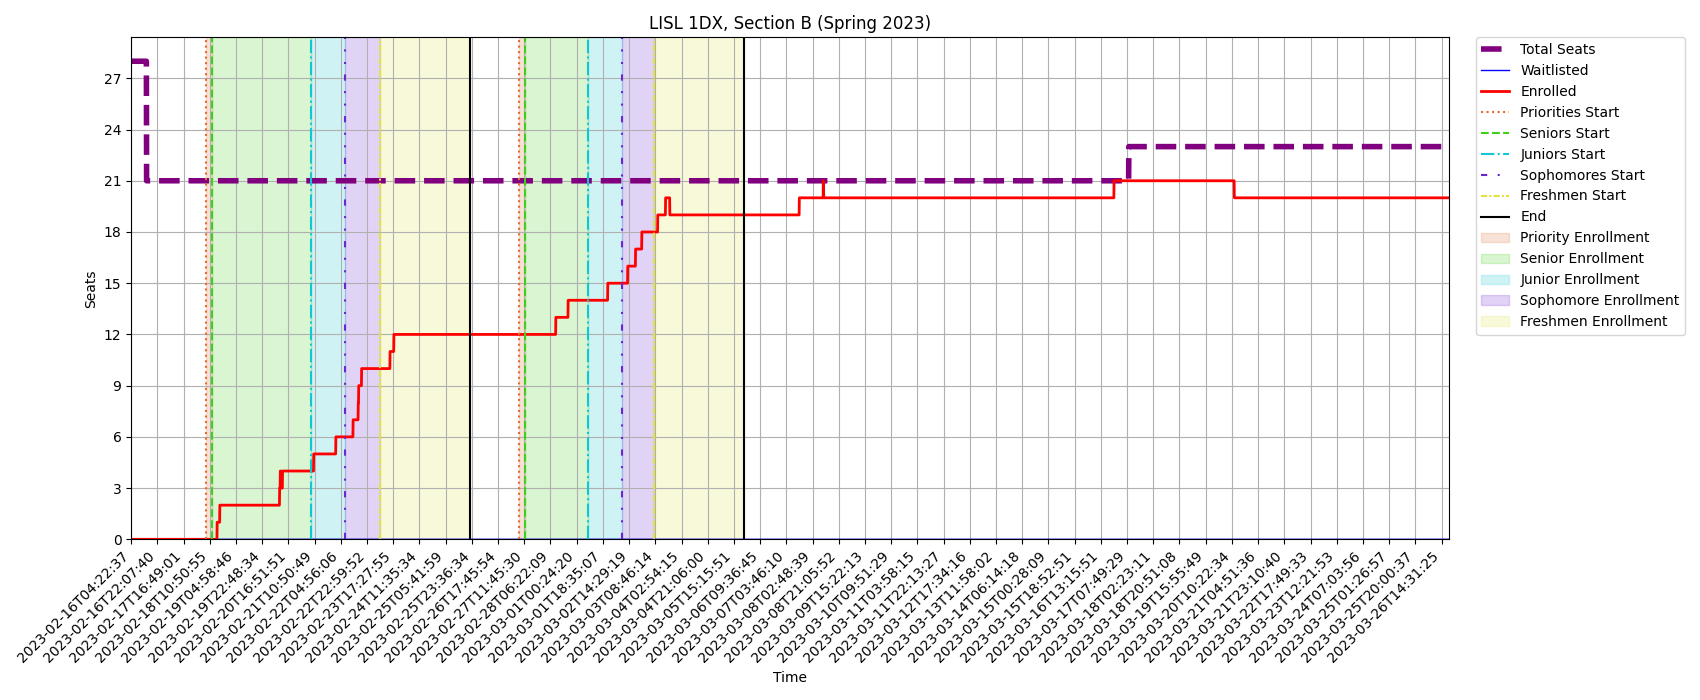 LISL 1DX, Section B (Spring 2023)
Total Seats
Waitlisted
Enrolled
Priorities Start
Seniors Start
Juniors Start
Sophomores Start
Freshmen Start
End
Priority Enrollment
Senior Enrollment
Junior Enrollment
Sophomore Enrollment
Freshmen Enrollment
Seats
27
24
21
18
15
12
9
6
3
0
2023-02-16T04:22:37
2023-02-16T22:07:40
2023-02-17T16:49:01
2023-02-18T10:50:55
2023-02-19T04:58:46
2023-02-19T22:48:34
2023-02-20T16:51:51
2023-02-21T10:50:49
2023-02-22T04:56:06
2023-02-22T22:59:52
2023-02-23T17:27:55
2023-02-24T11:35:34
2023-02-25T05:41:59
2023-02-25T23:36:34
2023-02-26T17:45:54
2023-02-27T11:45:30
2023-02-28T06:22:09
2023-03-01T00:24:20
2023-03-01T18:35:07
2023-03-02T14:29:19
2023-03-03T08:46:14
2023-03-04T02:54:15
2023-03-04T21:06:00
2023-03-05T15:15:51
2023-03-06T09:36:45
2023-03-07T03:46:10
2023-03-08T02:48:39
2023-03-08T21:05:52
2023-03-09T15:22:13
2023-03-10T09:51:29
2023-03-11T03:58:15
2023-03-11T22:13:27
2023-03-12T17:34:16
2023-03-13T11:58:02
2023-03-14T06:14:18
2023-03-15T00:28:09
2023-03-15T18:52:51
2023-03-16T13:15:51
2023-03-17T07:49:29
2023-03-18T02:23:11
2023-03-18T20:51:08
2023-03-19T15:55:49
2023-03-20T10:22:34
2023-03-21T04:51:36
2023-03-21T23:10:40
2023-03-22T17:49:33
2023-03-23T12:21:53
2023-03-24T07:03:56
2023-03-25T01:26:57
2023-03-25T20:00:37
2023-03-26T14:31:25
Time